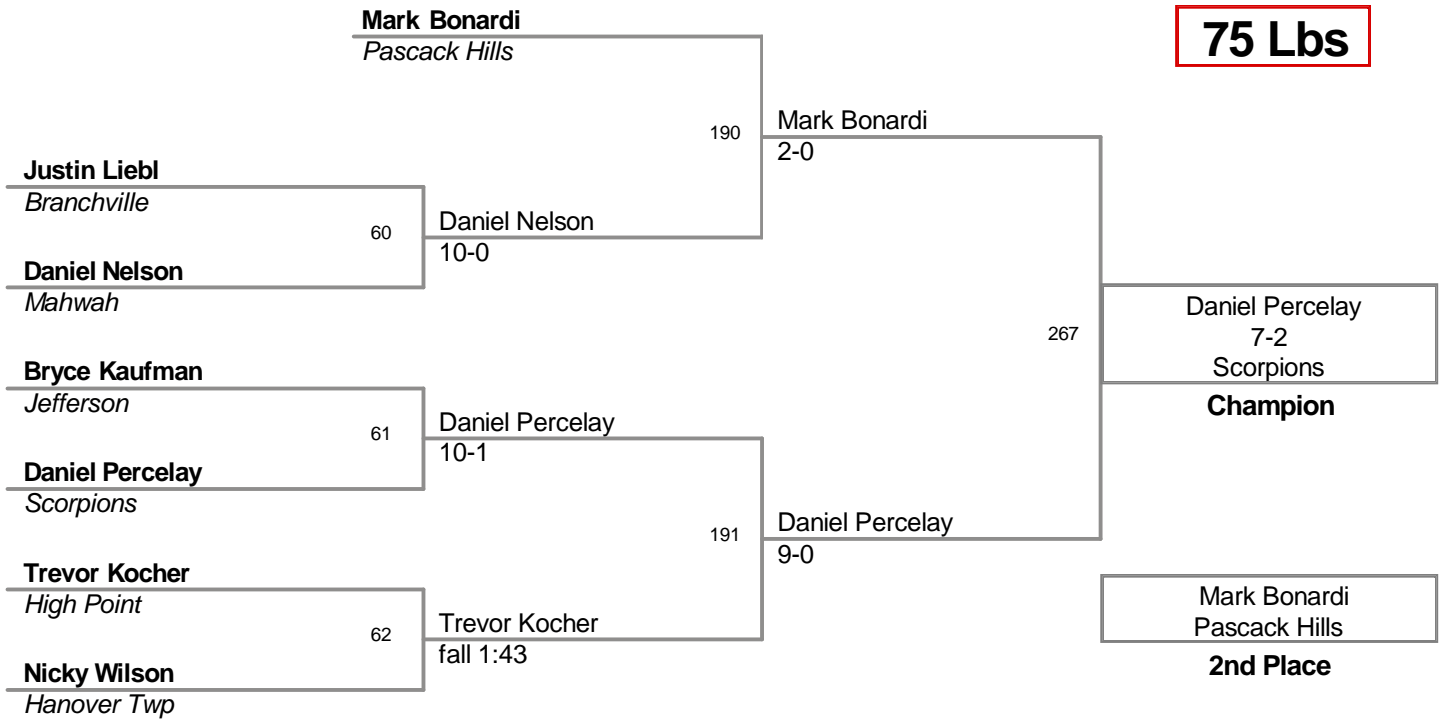 Mark Bonardi
Pascack Hills
75 Lbs
190
Mark Bonardi
2-0
Justin Liebl
Branchville
60
Daniel Nelson
10-0
Daniel Nelson
Mahwah
267
Daniel Percelay
7-2
Scorpions
Champion
Bryce Kaufman
Jefferson
61
Daniel Percelay
10-1
Daniel Percelay
Scorpions
191
Daniel Percelay
9-0
Trevor Kocher
High Point
62
Trevor Kocher
fall 1:43
Nicky Wilson
Hanover Twp
Mark Bonardi
Pascack Hills
2nd Place